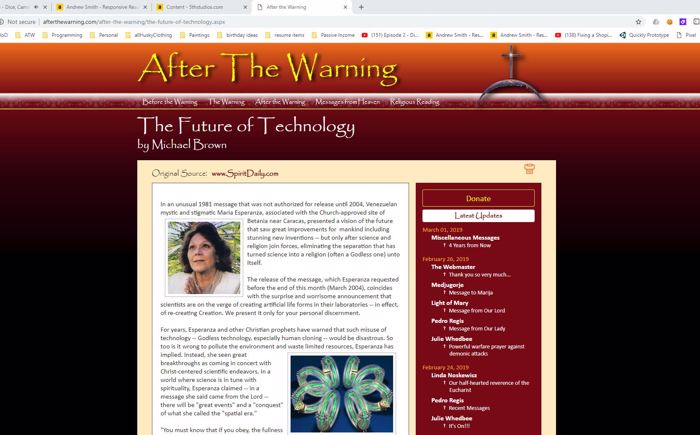 - Dice, Caram
Andrew Smith - Responsive Res
Content - 5thstudios.com
After the Warning
Not secure | afterthewarning.com/after-the-warning/the-future-of-technology.aspx
ATW
Programming
Personal
allHuskyClothing
Paintings
birthday ideas
resume items
Passive Income
(151) Episode 2 - Di...
Andrew Smith - Res...
Andrew Smith - Res...
(138) Fixing a Shopi...
Quickly Prototype
Pixel
After The Warning
Before the Warning
The Warning
After the Warning
Messages from Heaven
Religious Reading
The Future of Technology
by Michael Brown
Original Source: www.SpiritDaily.com
In an unusual 1981 message that was not authorized for release until 2004, Venezuelan
mystic and stigmatic Maria Esperanza, associated with the Church-approved site of
Betania near Caracas, presented a vision of the future
that saw great improvements for mankind including
stunning new inventions -- but only after science and
religion join forces, eliminating the separation that has
turned science into a religion (often a Godless one) unto
itself.
The release of the message, which Esperanza requested
before the end of this month (March 2004), coincides
with the surprise and worrisome announcement that
scientists are on the verge of creating artificial life forms in their laboratories -- in effect,
of re-creating Creation. We present it only for your personal discernment.
For years, Esperanza and other Christian prophets have warned that such misuse of
technology -- Godless technology, especially human cloning -- would be disastrous. So
too is it wrong to pollute the environment and waste limited resources, Esperanza has
implied. Instead, she seen great
breakthroughs as coming in concert with
Christ-centered scientific endeavors. In a
world where science is in tune with
spirituality, Esperanza claimed -- in a
message she said came from the Lord --
there will be "great events" and a "conquest"
of what she called the "spatial era."
"You must know that if you obey, the fullness
Donate
Latest Updates
March 01, 2019
Miscellaneous Messages
4 Years from Now
February 26, 2019
The Webmaster
Thank you so very much...
Medjugorje
Message to Marija
Light of Mary
Message from Our Lord
Pedro Regis
Message from Our Lady
Julie Whedbee
Powerful warfare prayer against
demonic attacks
February 24, 2019
Linda Noskewisz
Our half-hearted reverence of the
Eucharist
Pedro Regis
Recent Messages
Julie Whedbee
It's On!!!